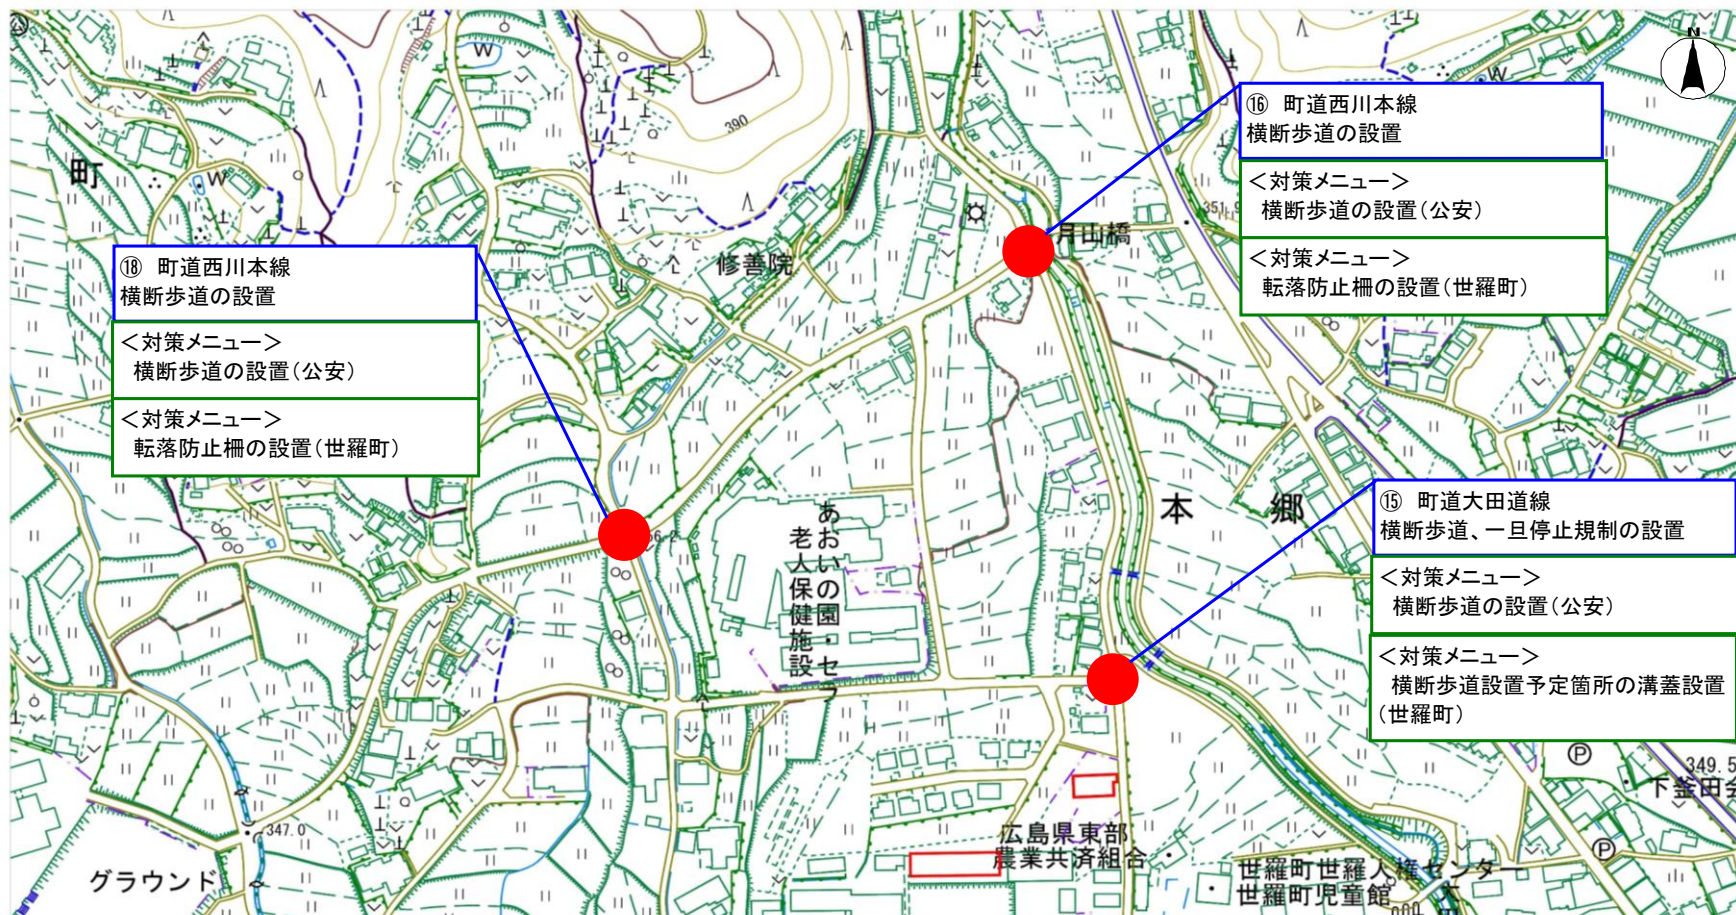 N
⑯ 町道西川本線
横断歩道の設置
＜対策メニュー＞
横断歩道の設置(公安)
＜対策メニュー＞
転落防止柵の設置(世羅町)
⑱ 町道西川本線
横断歩道の設置
＜対策メニュー＞
横断歩道の設置(公安)
＜対策メニュー＞
転落防止柵の設置(世羅町)
⑮ 町道大田道線
横断歩道、一旦停止規制の設置
＜対策メニュー＞
横断歩道の設置(公安)
＜対策メニュー＞
横断歩道設置予定箇所の溝蓋設置
(世羅町)
町
390
W
W
W
月山橋
351.9
修善院
本郷
あおいの園・セラ
老人保健施設
347.0
グラウンド
広島県東部
農業共済組合
世羅町世羅人権センター
世羅町児童館
P
P
349.5
下釜田会